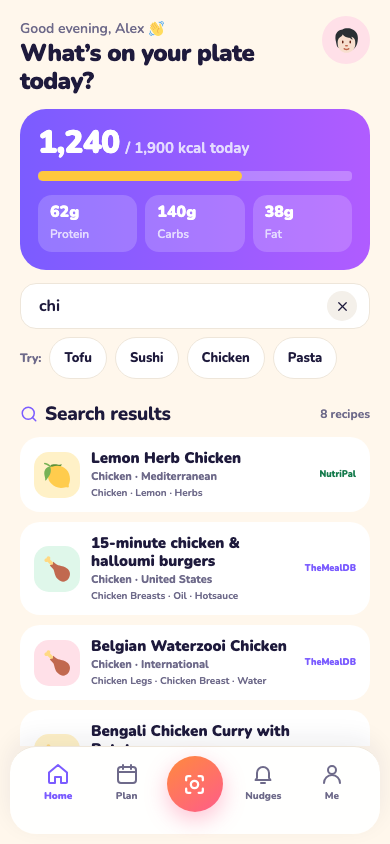 Good evening, Alex 👋
What's on your plate
today?
1,240 / 1,900 kcal today
62g
Protein
140g
Carbs
38g
Fat
chi
Try:
Tofu
Sushi
Chicken
Pasta
Search results
8 recipes
Lemon Herb Chicken
Chicken · Mediterranean
Chicken · Lemon · Herbs
NutriPal
15-minute chicken &
halloumi burgers
Chicken · United States
Chicken Breasts · Oil · Hotsauce
TheMealDB
Belgian Waterzooi Chicken
Chicken · International
Chicken Legs · Chicken Breast · Water
TheMealDB
Bengali Chicken Curry with
Home
Plan
Nudges
Me